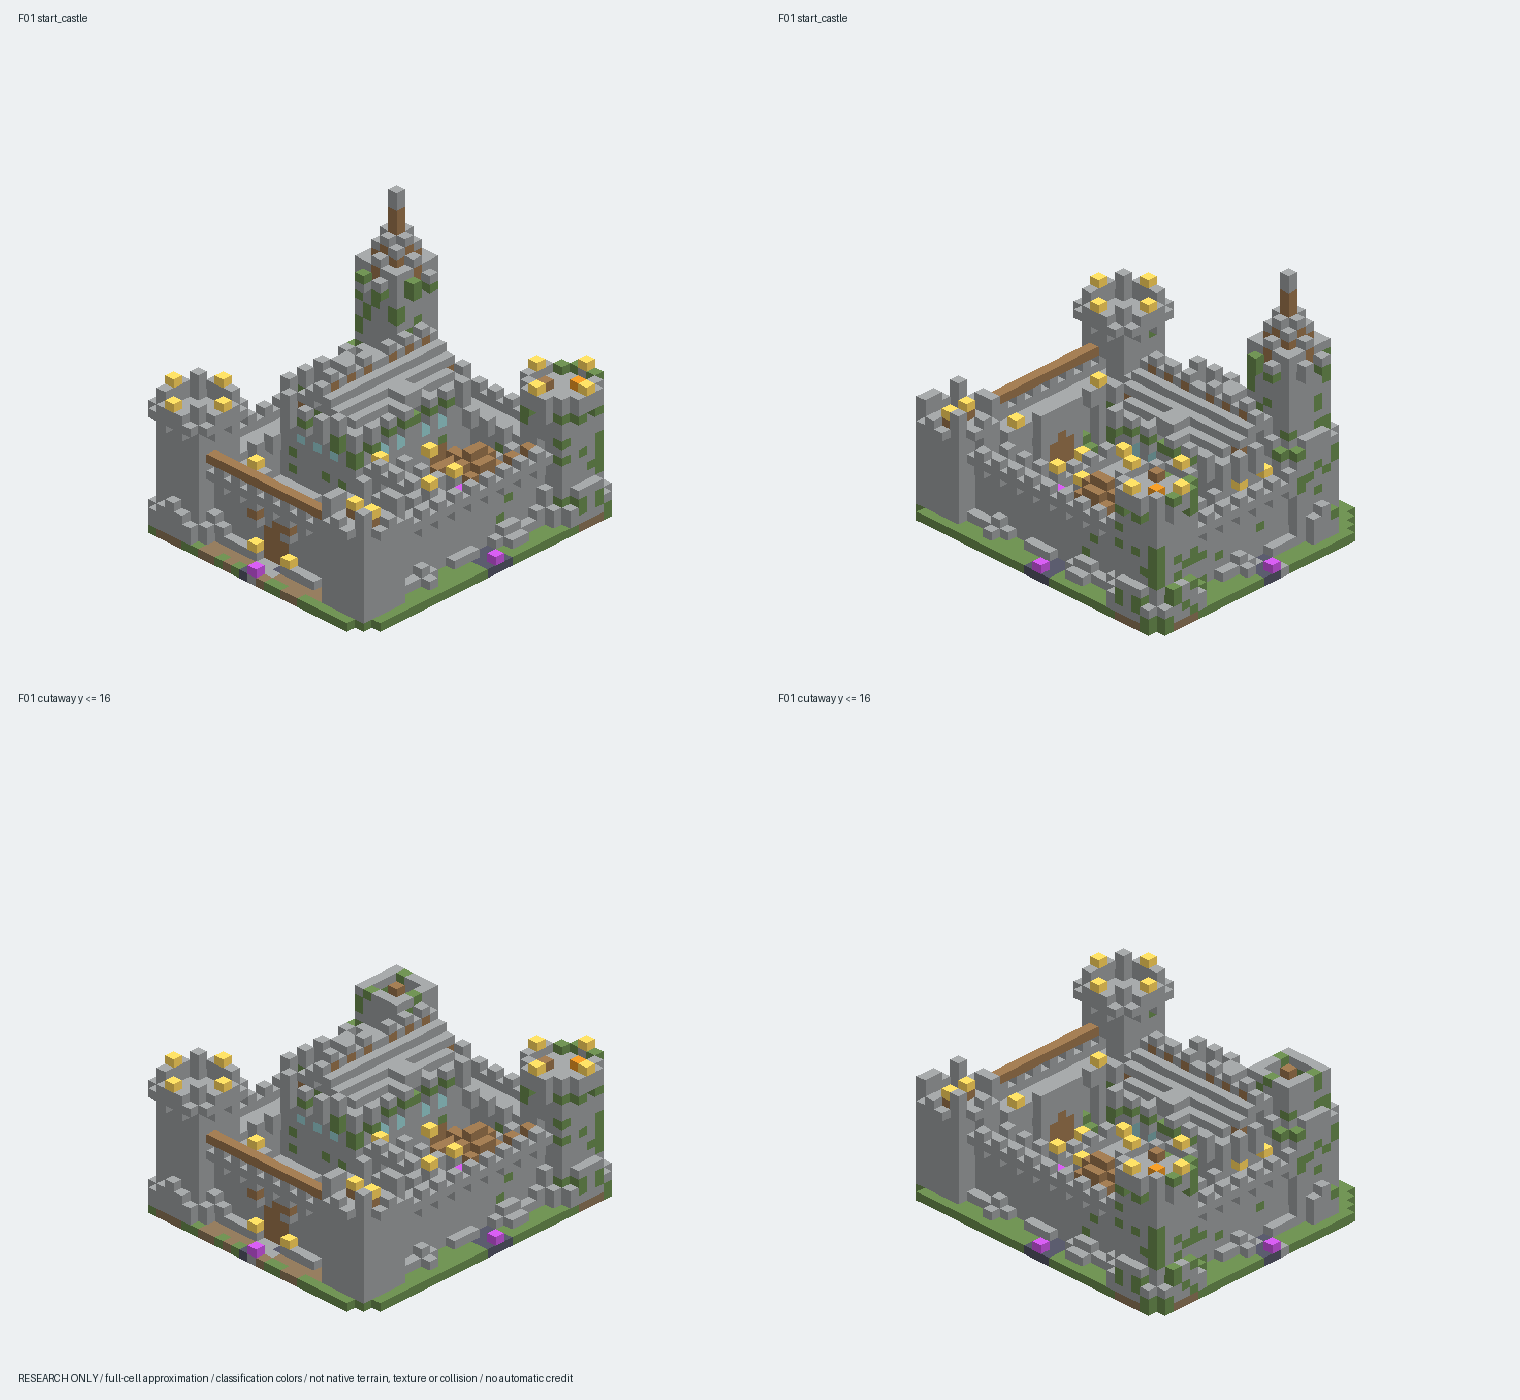 F01 start_castle
F01 start_castle
F01 cutaway y <= 16
F01 cutaway y <= 16
RESEARCH ONLY / full-cell approximation / classification colors / not native terrain, texture or collision / no automatic credit